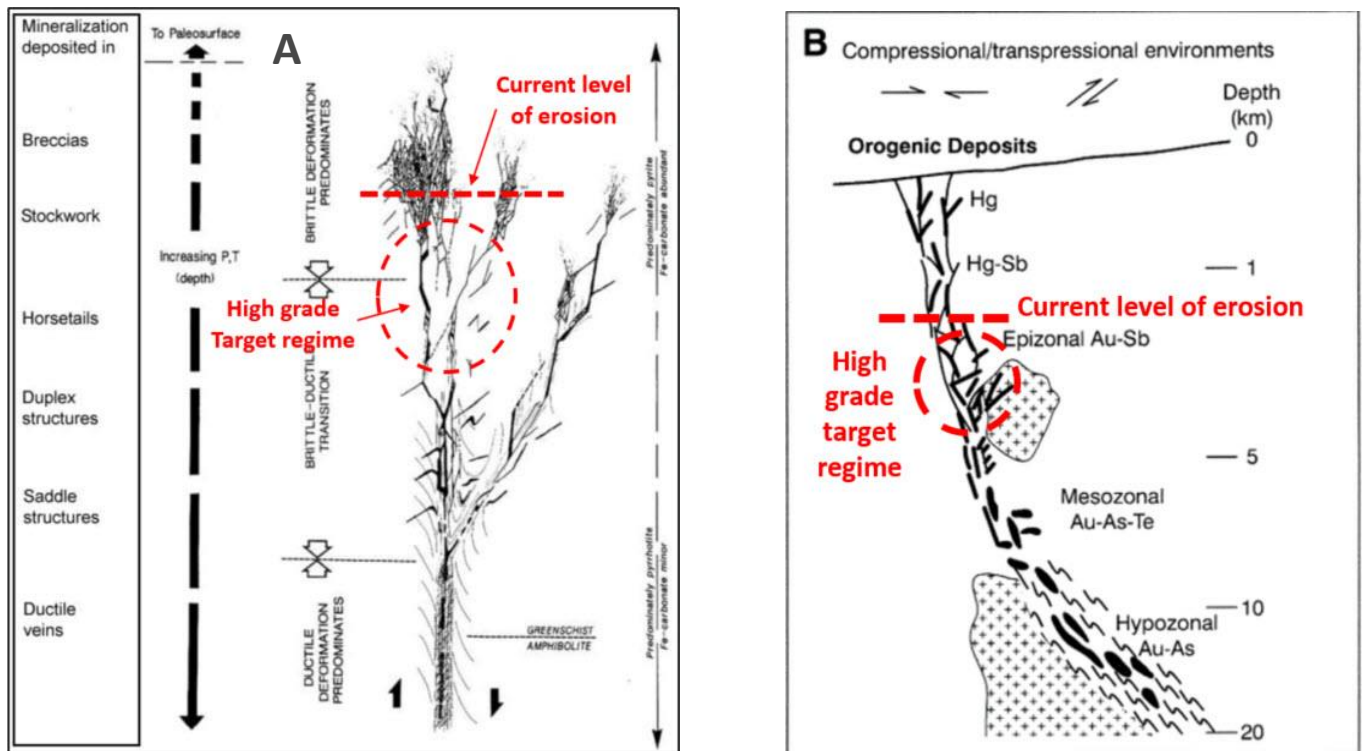 Mineralization
deposited in
Breccias
Stockwork
Horsetails
Duplex
structures
Saddle
structures
Ductile
veins
To Paleosurface
Increasing P,T
(depth)
A
BRITTLE DEFORMATION
PREDOMINATES
BRITTLE-DUCTILE
TRANSITION
DUCTILE
DEFORMATION
PREDOMINATES
Current level
of erosion
High grade
Target regime
GREENSCHIST
AMPHIBOLITE
Predominately pyrite
Fe-carbonate abundant
Predominately pyrrhotite
Fe-carbonate minor
B
Compressional/transpressional environments
Depth
(km)
0
Orogenic Deposits
Hg
Hg-Sb
1
Current level of erosion
Epizonal Au-Sb
High
grade
target
regime
5
Mesozonal
Au-As-Te
10
Hypozonal
Au-As
20